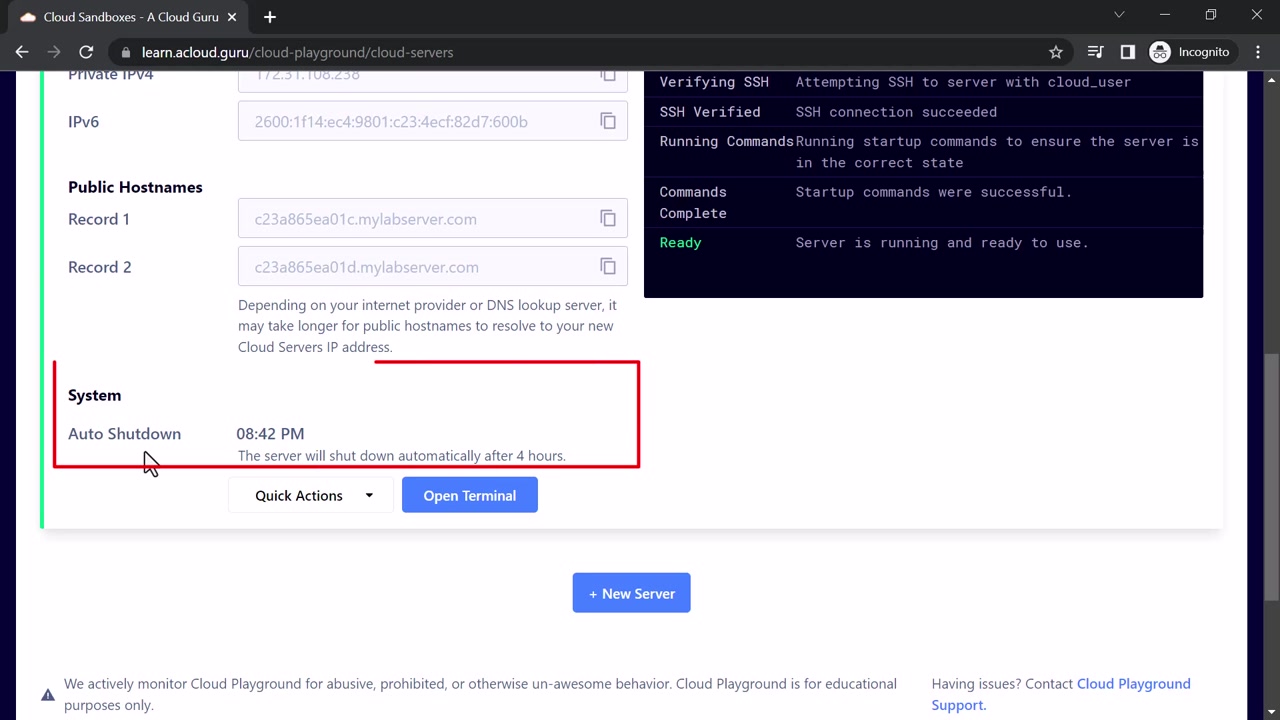 Cloud Sandboxes - A Cloud Guru
learn.acloud.guru/cloud-playground/cloud-servers
Incognito
Private IPv4
172.31.108.238
IPv6
2600:1f14:ec4:9801:c23:4ecf:82d7:600b
Public Hostnames
Record 1
c23a865ea01c.mylabserver.com
Record 2
c23a865ea01d.mylabserver.com
Depending on your internet provider or DNS lookup server, it
may take longer for public hostnames to resolve to your new
Cloud Servers IP address.
System
Auto Shutdown
08:42 PM
The server will shut down automatically after 4 hours.
Quick Actions
Open Terminal
Verifying SSH
Attempting SSH to server with cloud_user
SSH Verified
SSH connection succeeded
Running Commands
Running startup commands to ensure the server is
in the correct state
Commands
Complete
Startup commands were successful.
Ready
Server is running and ready to use.
+ New Server
We actively monitor Cloud Playground for abusive, prohibited, or otherwise un-awesome behavior. Cloud Playground is for educational
purposes only.
Having issues? Contact Cloud Playground
Support.